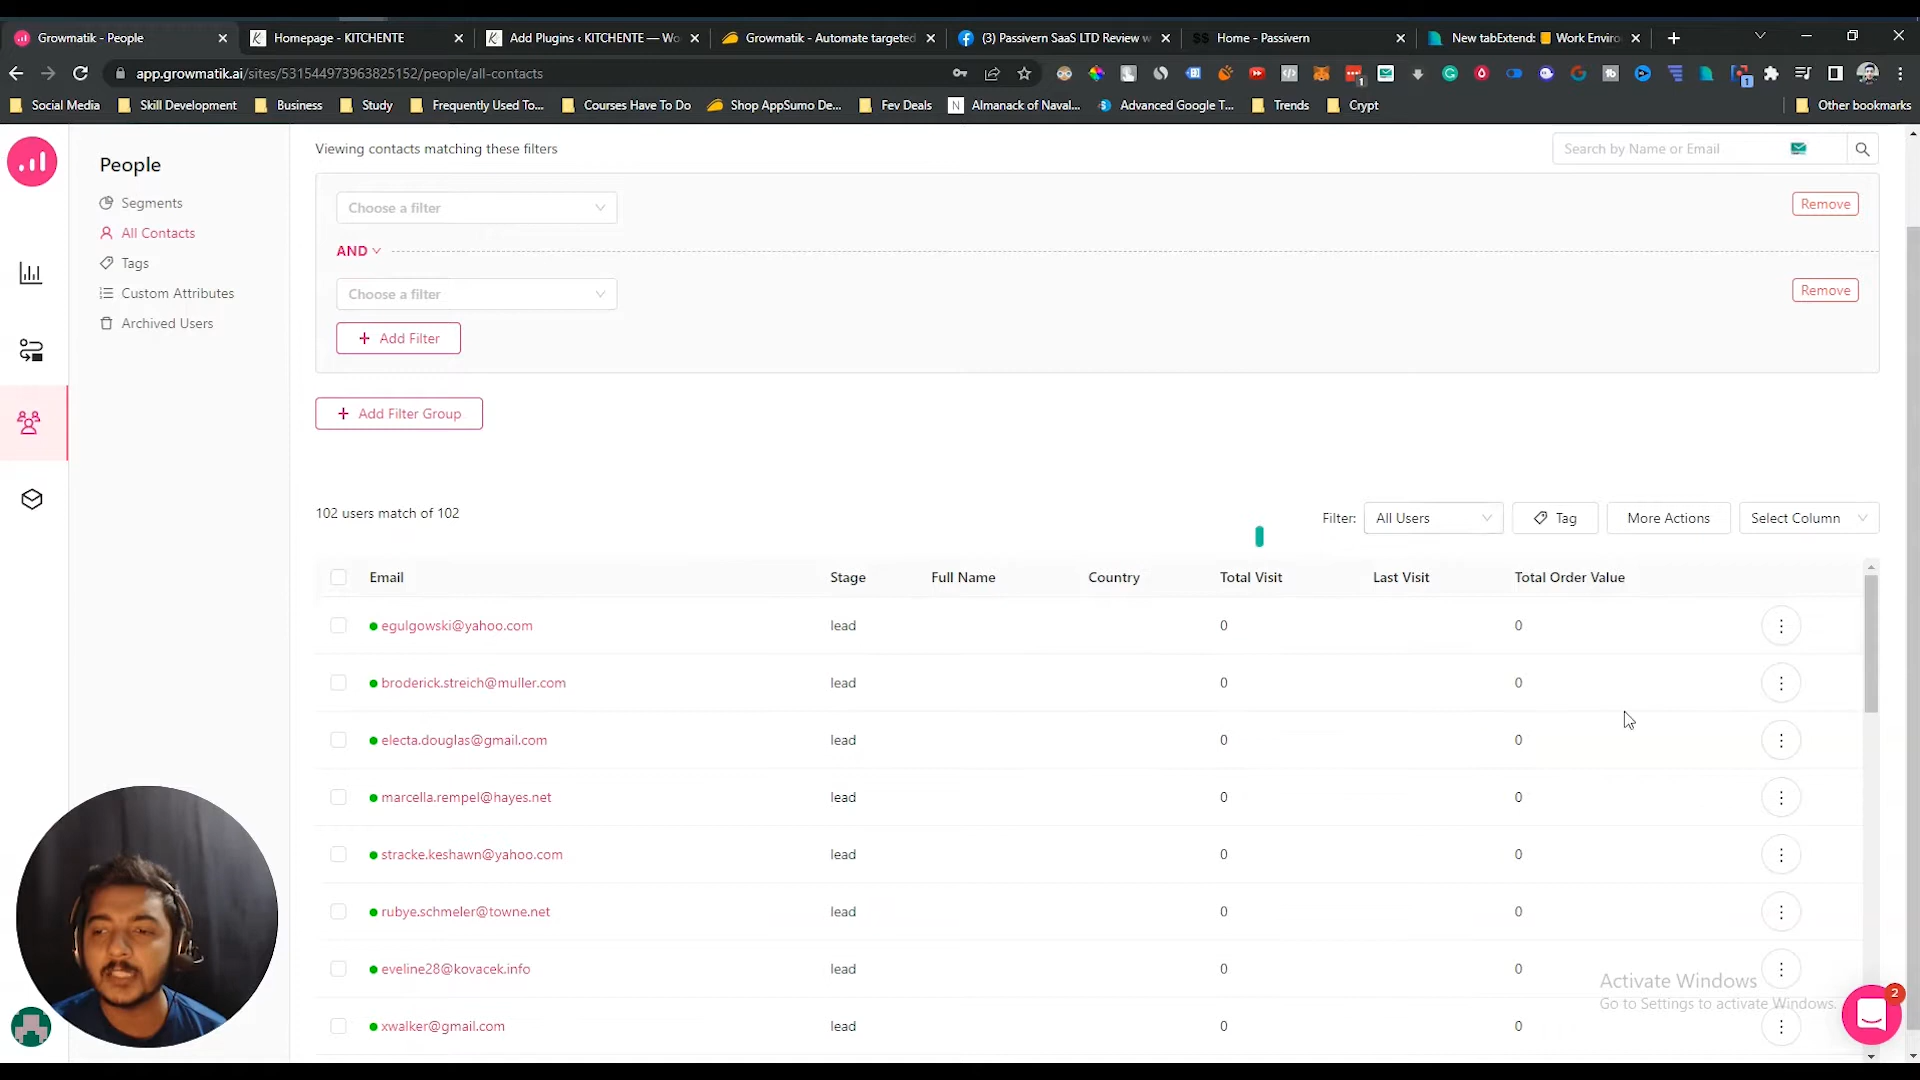 Growmatik - People
Homepage - KITCHENTE
Add Plugins ‹ KITCHENTE — Wo
Growmatik - Automate targeted
(3) Passivern SaaS LTD Review w
Home - Passivern
New tabExtend: Work Enviro
app.growmatik.ai/sites/531544973963825152/people/all-contacts
Social Media
Skill Development
Business
Study
Frequently Used To...
Courses Have To Do
Shop AppSumo De...
Fev Deals
Almanack of Naval...
Advanced Google T...
Trends
Crypt
Other bookmarks
People
Segments
All Contacts
Tags
Custom Attributes
Archived Users
Viewing contacts matching these filters
Search by Name or Email
Choose a filter
Remove
AND
Choose a filter
Remove
+ Add Filter
+ Add Filter Group
102 users match of 102
Filter: All Users
Tag
More Actions
Select Column
Email Stage Full Name Country Total Visit Last Visit Total Order Value
egulgowski@yahoo.com lead 0 0
broderick.streich@muller.com lead 0 0
electa.douglas@gmail.com lead 0 0
marcella.rempel@hayes.net lead 0 0
stracke.keshawn@yahoo.com lead 0 0
rubye.schmeler@towne.net lead 0 0
eveline28@kovacek.info lead 0 0
xwalker@gmail.com lead 0 0
Activate Windows
Go to Settings to activate Windows.
2